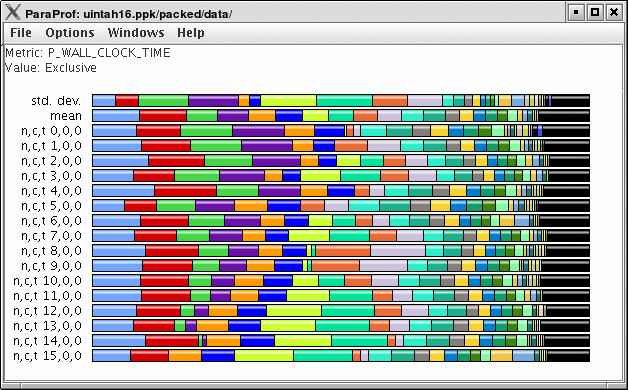 ParaProf: uintah16.ppk/packed/data/
File Options Windows Help
Metric: P_WALL_CLOCK_TIME
Value: Exclusive
std. dev.
mean
n,c,t 0,0,0
n,c,t 1,0,0
n,c,t 2,0,0
n,c,t 3,0,0
n,c,t 4,0,0
n,c,t 5,0,0
n,c,t 6,0,0
n,c,t 7,0,0
n,c,t 8,0,0
n,c,t 9,0,0
n,c,t 10,0,0
n,c,t 11,0,0
n,c,t 12,0,0
n,c,t 13,0,0
n,c,t 14,0,0
n,c,t 15,0,0